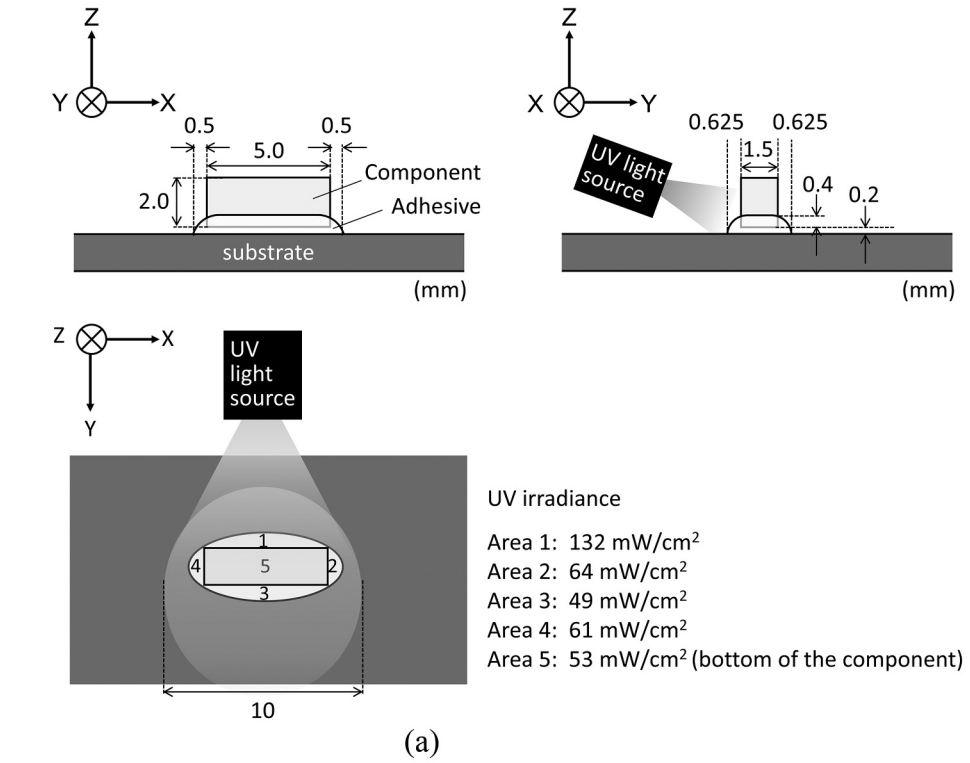 Z
Y
X
0.5
0.5
5.0
2.0
Component
Adhesive
substrate
(mm)
Z
X
Y
0.625
0.625
1.5
UV light
source
0.4
0.2
(mm)
Z
X
Y
UV
light
source
1
4
5
2
3
10
UV irradiance
Area 1: 132 mW/cm²
Area 2: 64 mW/cm²
Area 3: 49 mW/cm²
Area 4: 61 mW/cm²
Area 5: 53 mW/cm² (bottom of the component)
(a)